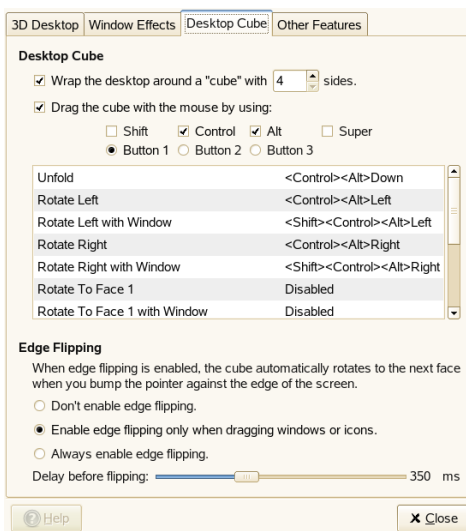 3D Desktop Window Effects Desktop Cube Other Features
Desktop Cube
Wrap the desktop around a "cube" with 4 sides.
Drag the cube with the mouse by using:
Shift Control Alt Super
Button 1 Button 2 Button 3
Unfold <Control><Alt>Down
Rotate Left <Control><Alt>Left
Rotate Left with Window <Shift><Control><Alt>Left
Rotate Right <Control><Alt>Right
Rotate Right with Window <Shift><Control><Alt>Right
Rotate To Face 1 Disabled
Rotate To Face 1 with Window Disabled
Edge Flipping
When edge flipping is enabled, the cube automatically rotates to the next face
when you bump the pointer against the edge of the screen.
Don't enable edge flipping.
Enable edge flipping only when dragging windows or icons.
Always enable edge flipping.
Delay before flipping: 350 ms
Help Close